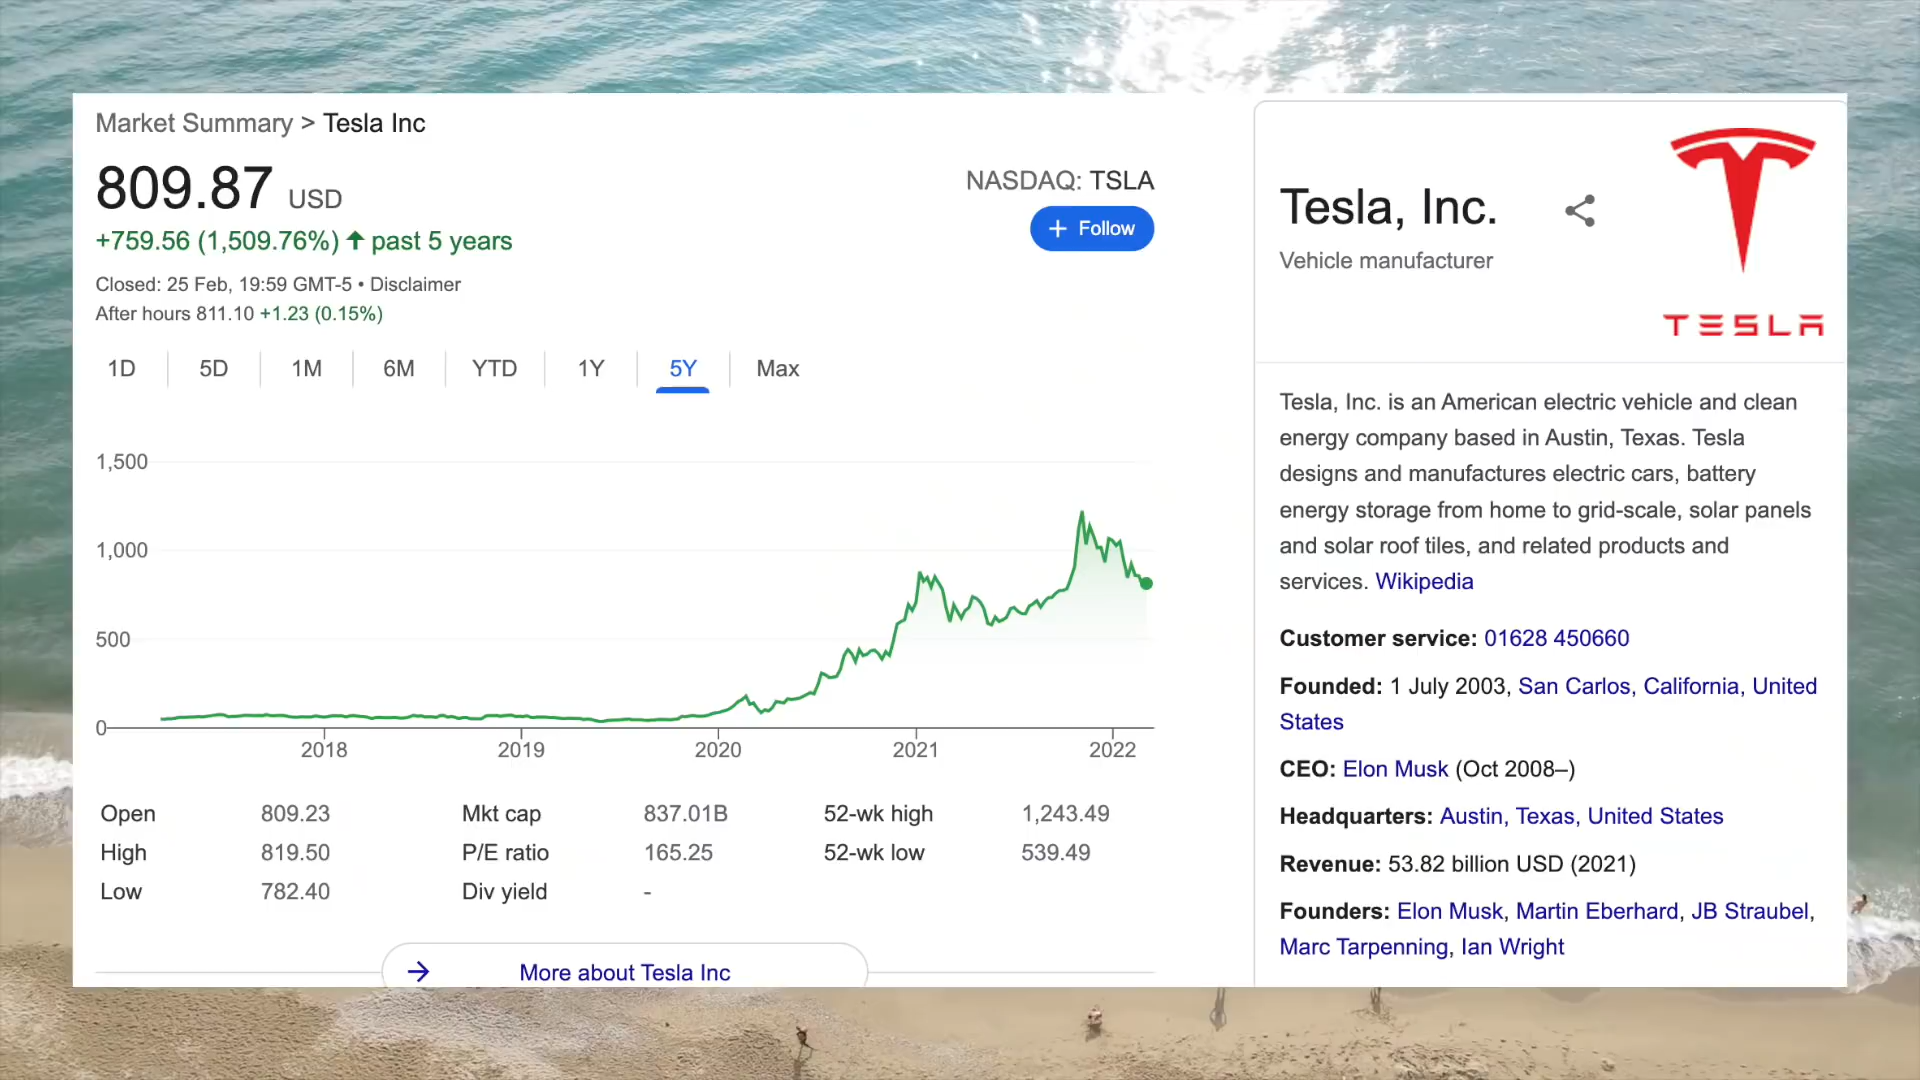 Market Summary > Tesla Inc
809.87 USD
+759.56 (1,509.76%) ↑ past 5 years
Closed: 25 Feb, 19:59 GMT-5 • Disclaimer
After hours 811.10 +1.23 (0.15%)
NASDAQ: TSLA
+ Follow
1D 5D 1M 6M YTD 1Y 5Y Max
1,500
1,000
500
0
2018 2019 2020 2021 2022
Open 809.23 Mkt cap 837.01B 52-wk high 1,243.49
High 819.50 P/E ratio 165.25 52-wk low 539.49
Low 782.40 Div yield -
→ More about Tesla Inc
Tesla, Inc.
Vehicle manufacturer
TESLA
Tesla, Inc. is an American electric vehicle and clean
energy company based in Austin, Texas. Tesla
designs and manufactures electric cars, battery
energy storage from home to grid-scale, solar panels
and solar roof tiles, and related products and
services. Wikipedia
Customer service: 01628 450660
Founded: 1 July 2003, San Carlos, California, United
States
CEO: Elon Musk (Oct 2008–)
Headquarters: Austin, Texas, United States
Revenue: 53.82 billion USD (2021)
Founders: Elon Musk, Martin Eberhard, JB Straubel,
Marc Tarpenning, Ian Wright